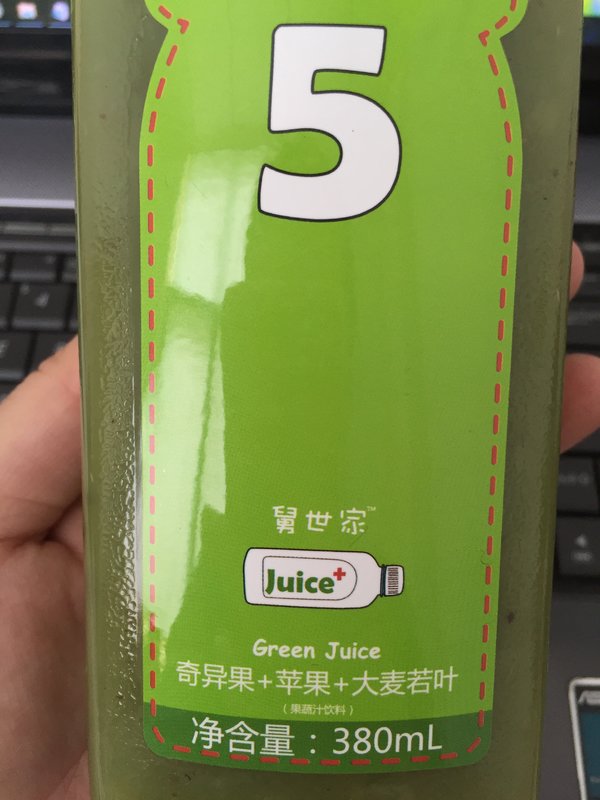 5
舅世家™
Juice+
Green Juice
奇异果+苹果+大麦若叶
（果蔬汁饮料）
净含量：380mL